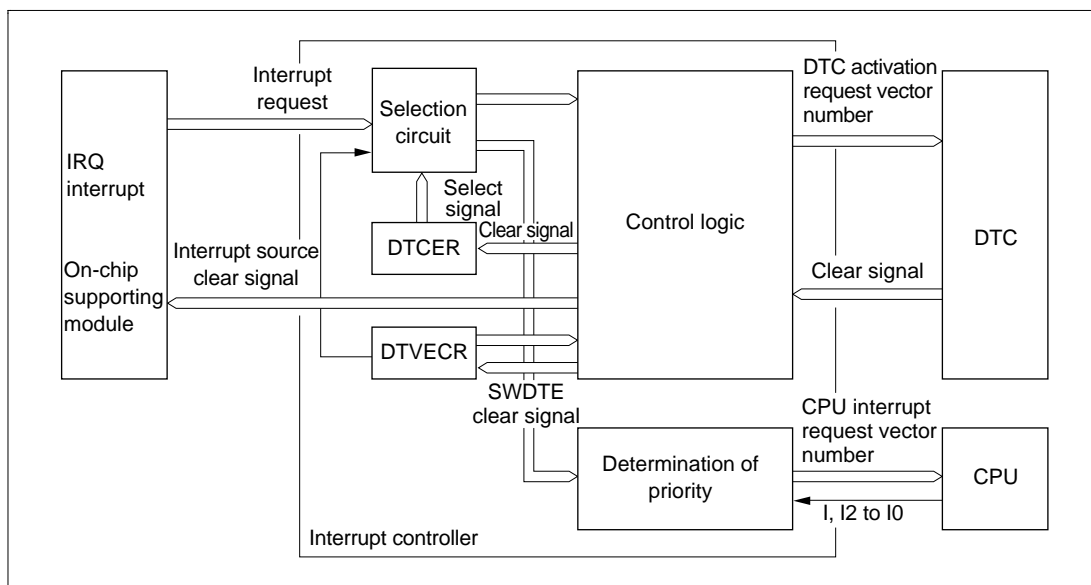 Interrupt
request
Selection
circuit
DTC activation
request vector
number
IRQ
interrupt
Select
signal
Control logic
DTC
DTCER
Clear signal
Interrupt source
clear signal
Clear signal
On-chip
supporting
module
DTVECR
SWDTE
clear signal
CPU interrupt
request vector
number
Determination of
priority
CPU
I, I2 to I0
Interrupt controller